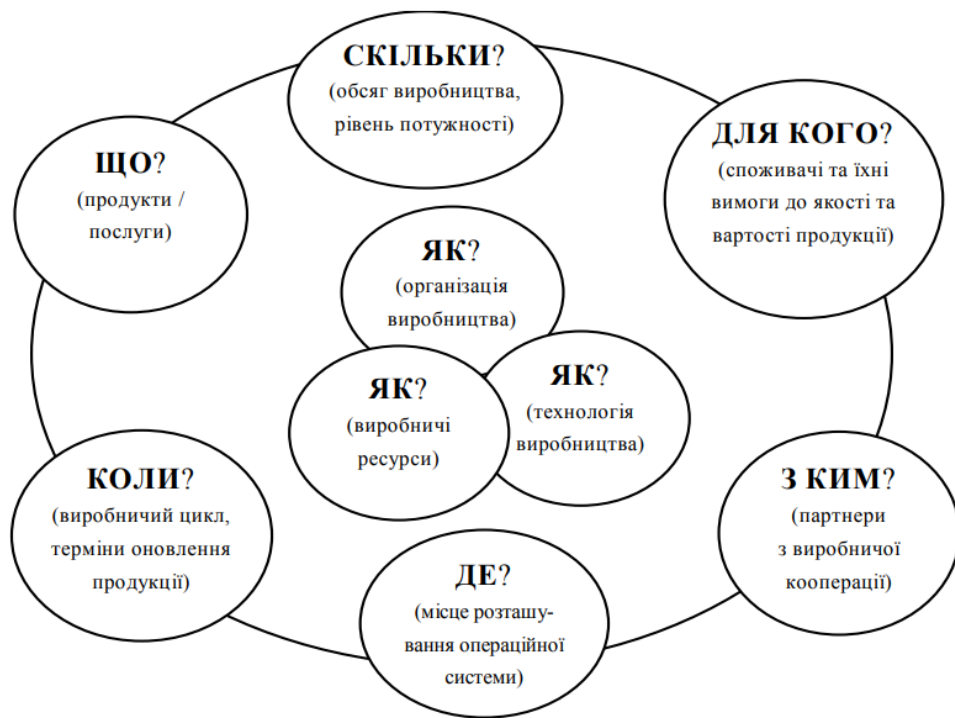 СКІЛЬКИ?
(обсяг виробництва,
рівень потужності)
ЩО?
(продукти /
послуги)
ДЛЯ КОГО?
(споживачі та їхні
вимоги до якості та
вартості продукції)
ЯК?
(організація
виробництва)
ЯК?
(виробничі
ресурси)
ЯК?
(технологія
виробництва)
КОЛИ?
(виробничий цикл,
терміни оновлення
продукції)
З КИМ?
(партнери
з виробничої
кооперації)
ДЕ?
(місце розташу-
вання операційної
системи)